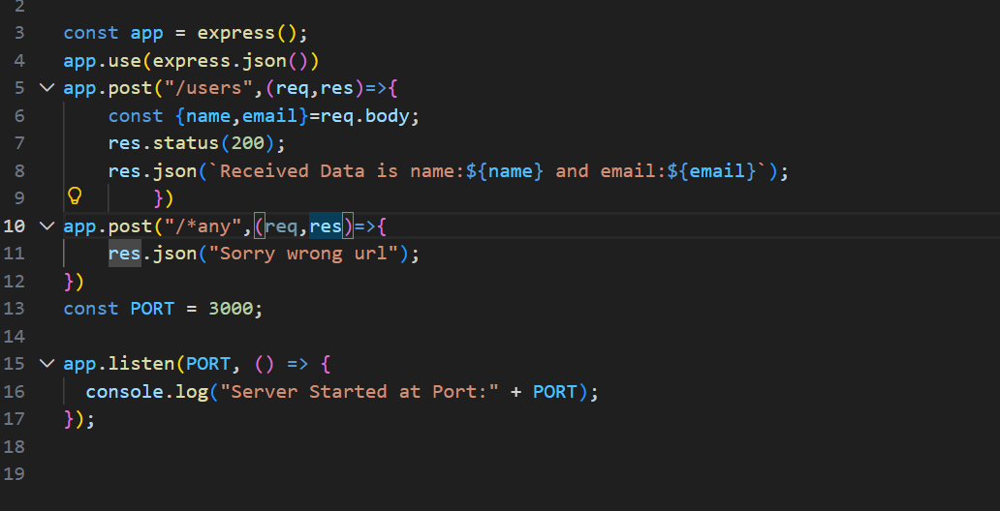 2
3 const app = express();
4 app.use(express.json())
5 app.post("/users",(req,res)=>{
6 const {name,email}=req.body;
7 res.status(200);
8 res.json(`Received Data is name:${name} and email:${email}`);
9 })
10 app.post("/*any",(req,res)=>{
11 res.json("Sorry wrong url");
12 })
13 const PORT = 3000;
14
15 app.listen(PORT, () => {
16 console.log("Server Started at Port:" + PORT);
17 });
18
19